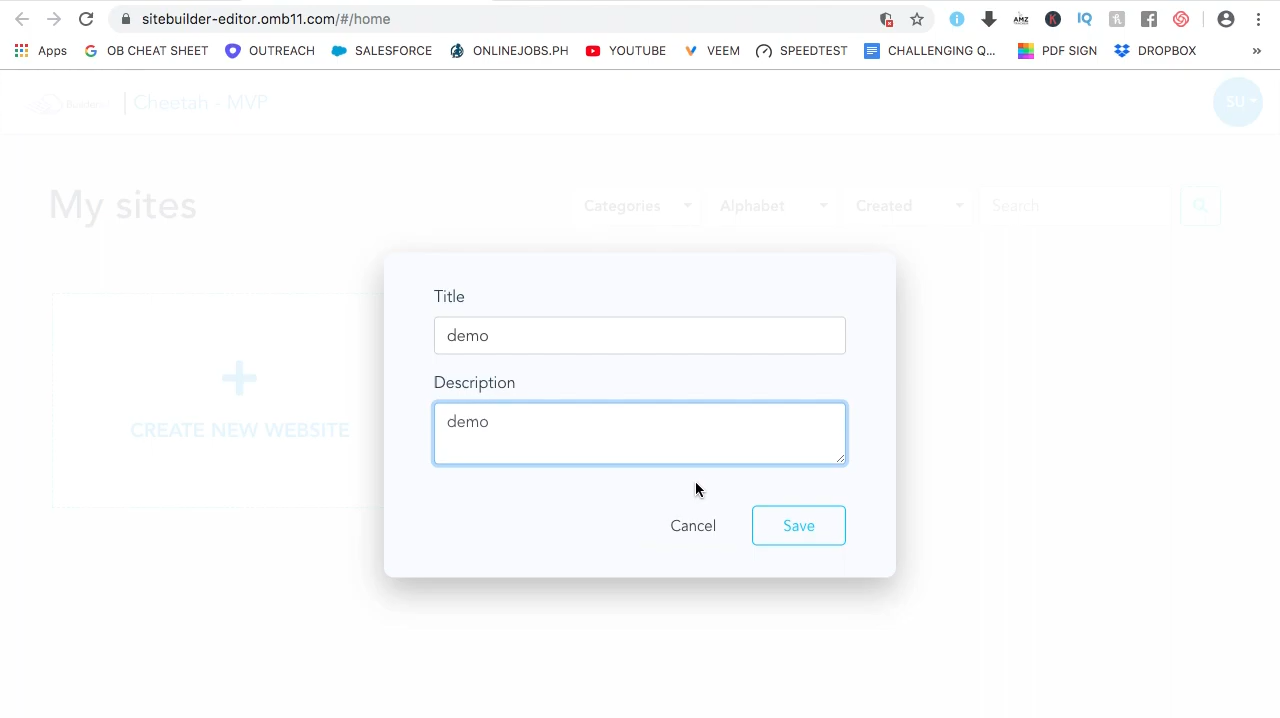 sitebuilder-editor.omb11.com/#/home
Apps OB CHEAT SHEET OUTREACH SALESFORCE ONLINEJOBS.PH YOUTUBE VEEM SPEEDTEST CHALLENGING Q... PDF SIGN DROPBOX »
| Cheetah - MVP
SU
My sites
Categories Alphabet Created Search
Title
demo
Description
demo
CREATE NEW WEBSITE
Cancel Save